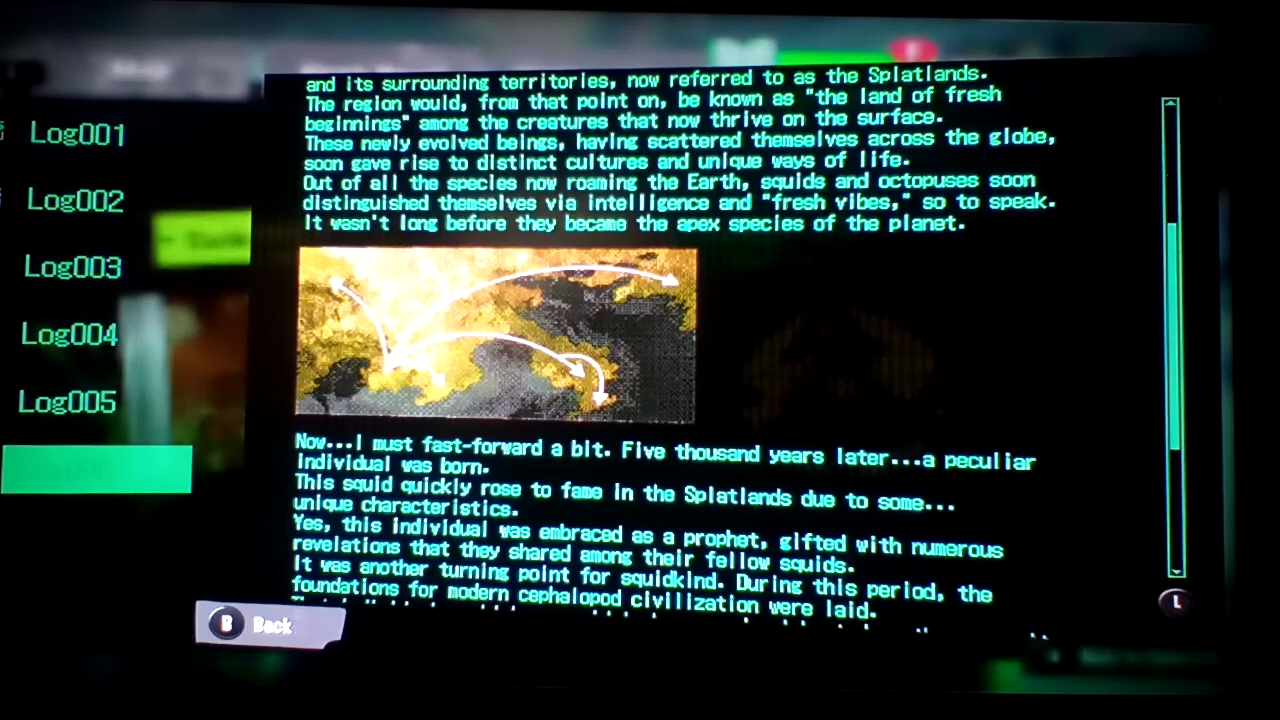 and its surrounding territories, now referred to as the Splatlands.
The region would, from that point on, be known as "the land of fresh
beginnings" among the creatures that now thrive on the surface.
These newly evolved beings, having scattered themselves across the globe,
soon gave rise to distinct cultures and unique ways of life.
Out of all the species now roaming the Earth, squids and octopuses soon
distinguished themselves via intelligence and "fresh vibes," so to speak.
It wasn't long before they became the apex species of the planet.
Log001
Log002
Log003
Log004
Log005
Now...I must fast-forward a bit. Five thousand years later...a peculiar
individual was born.
This squid quickly rose to fame in the Splatlands due to some...
unique characteristics.
Yes, this individual was embraced as a prophet, gifted with numerous
revelations that they shared among their fellow squids.
It was another turning point for squidkind. During this period, the
foundations for modern cephalopod civilization were laid.
B Back
L